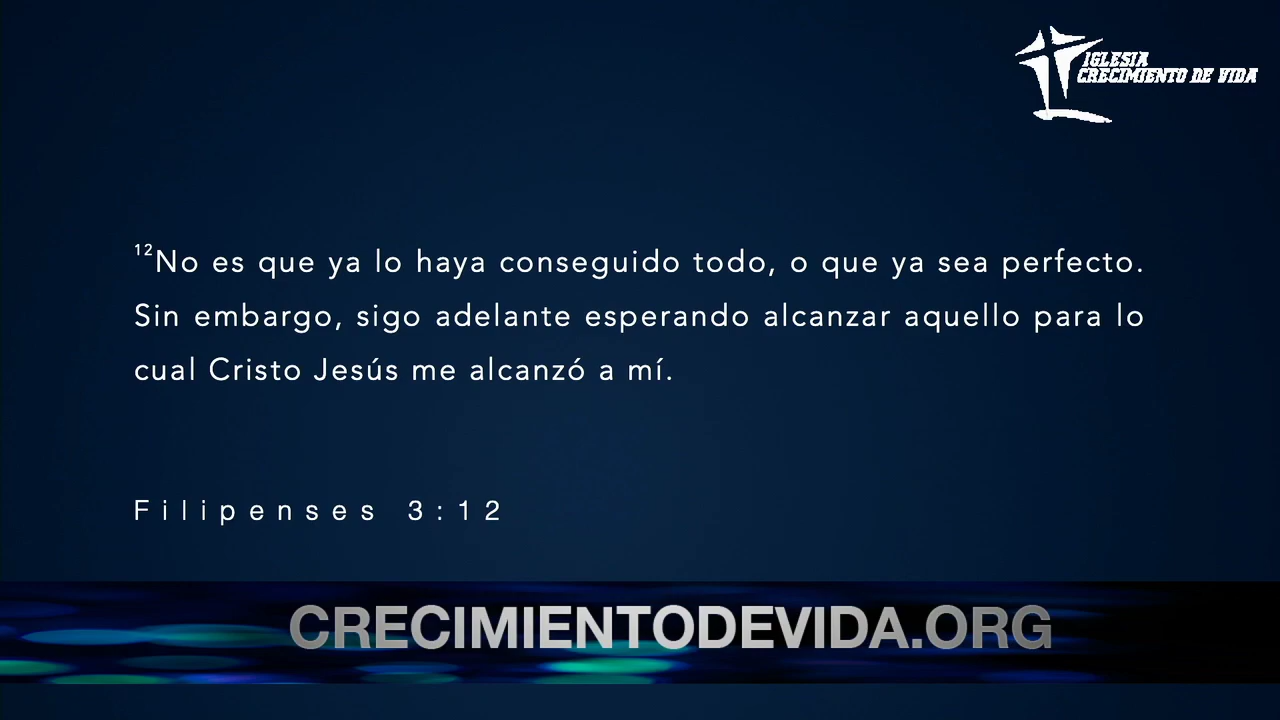 IGLESIA
CRECIMIENTO DE VIDA
12No es que ya lo haya conseguido todo, o que ya sea perfecto.
Sin embargo, sigo adelante esperando alcanzar aquello para lo
cual Cristo Jesús me alcanzó a mí.
Filipenses 3:12
CRECIMIENTODEVIDA.ORG